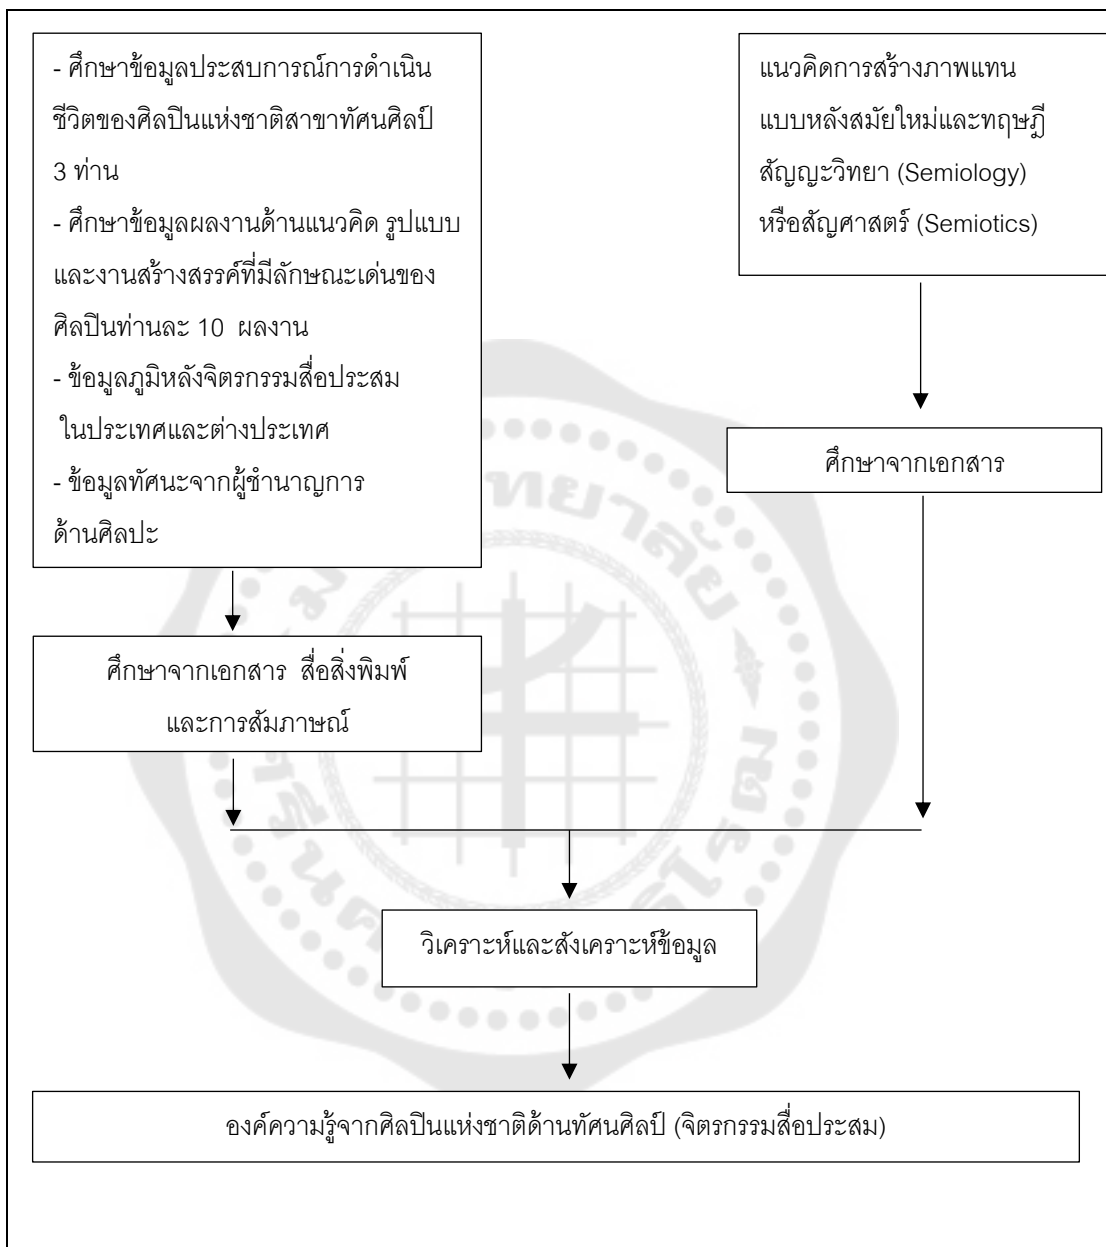 - ศึกษาข้อมูลประสบการณ์การดำเนิน
ชีวิตของศิลปินแห่งชาติสาขาทัศนศิลป์
3 ท่าน
- ศึกษาข้อมูลผลงานด้านแนวคิด รูปแบบ
และงานสร้างสรรค์ที่มีลักษณะเด่นของ
ศิลปินท่านละ 10 ผลงาน
- ข้อมูลภูมิหลังจิตรกรรมสื่อประสม
ในประเทศและต่างประเทศ
- ข้อมูลทัศนะจากผู้ชำนาญการ
ด้านศิลปะ
แนวคิดการสร้างภาพแทน
แบบหลังสมัยใหม่และทฤษฎี
สัญญะวิทยา (Semiology)
หรือสัญศาสตร์ (Semiotics)
ศึกษาจากเอกสาร
ศึกษาจากเอกสาร สื่อสิ่งพิมพ์
และการสัมภาษณ์
วิเคราะห์และสังเคราะห์ข้อมูล
องค์ความรู้จากศิลปินแห่งชาติด้านทัศนศิลป์ (จิตรกรรมสื่อประสม)